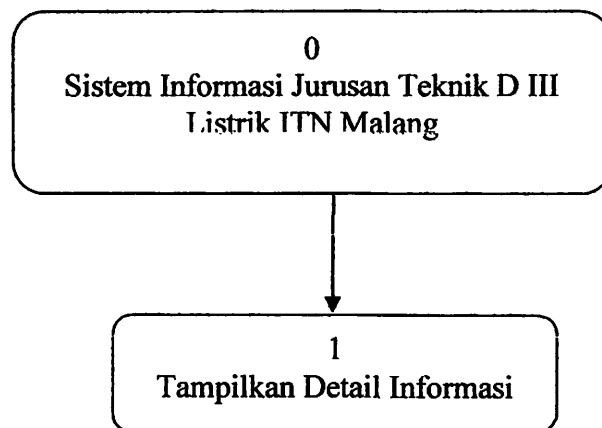 0
Sistem Informasi Jurusan Teknik D III
Listrik ITN Malang
1
Tampilkan Detail Informasi